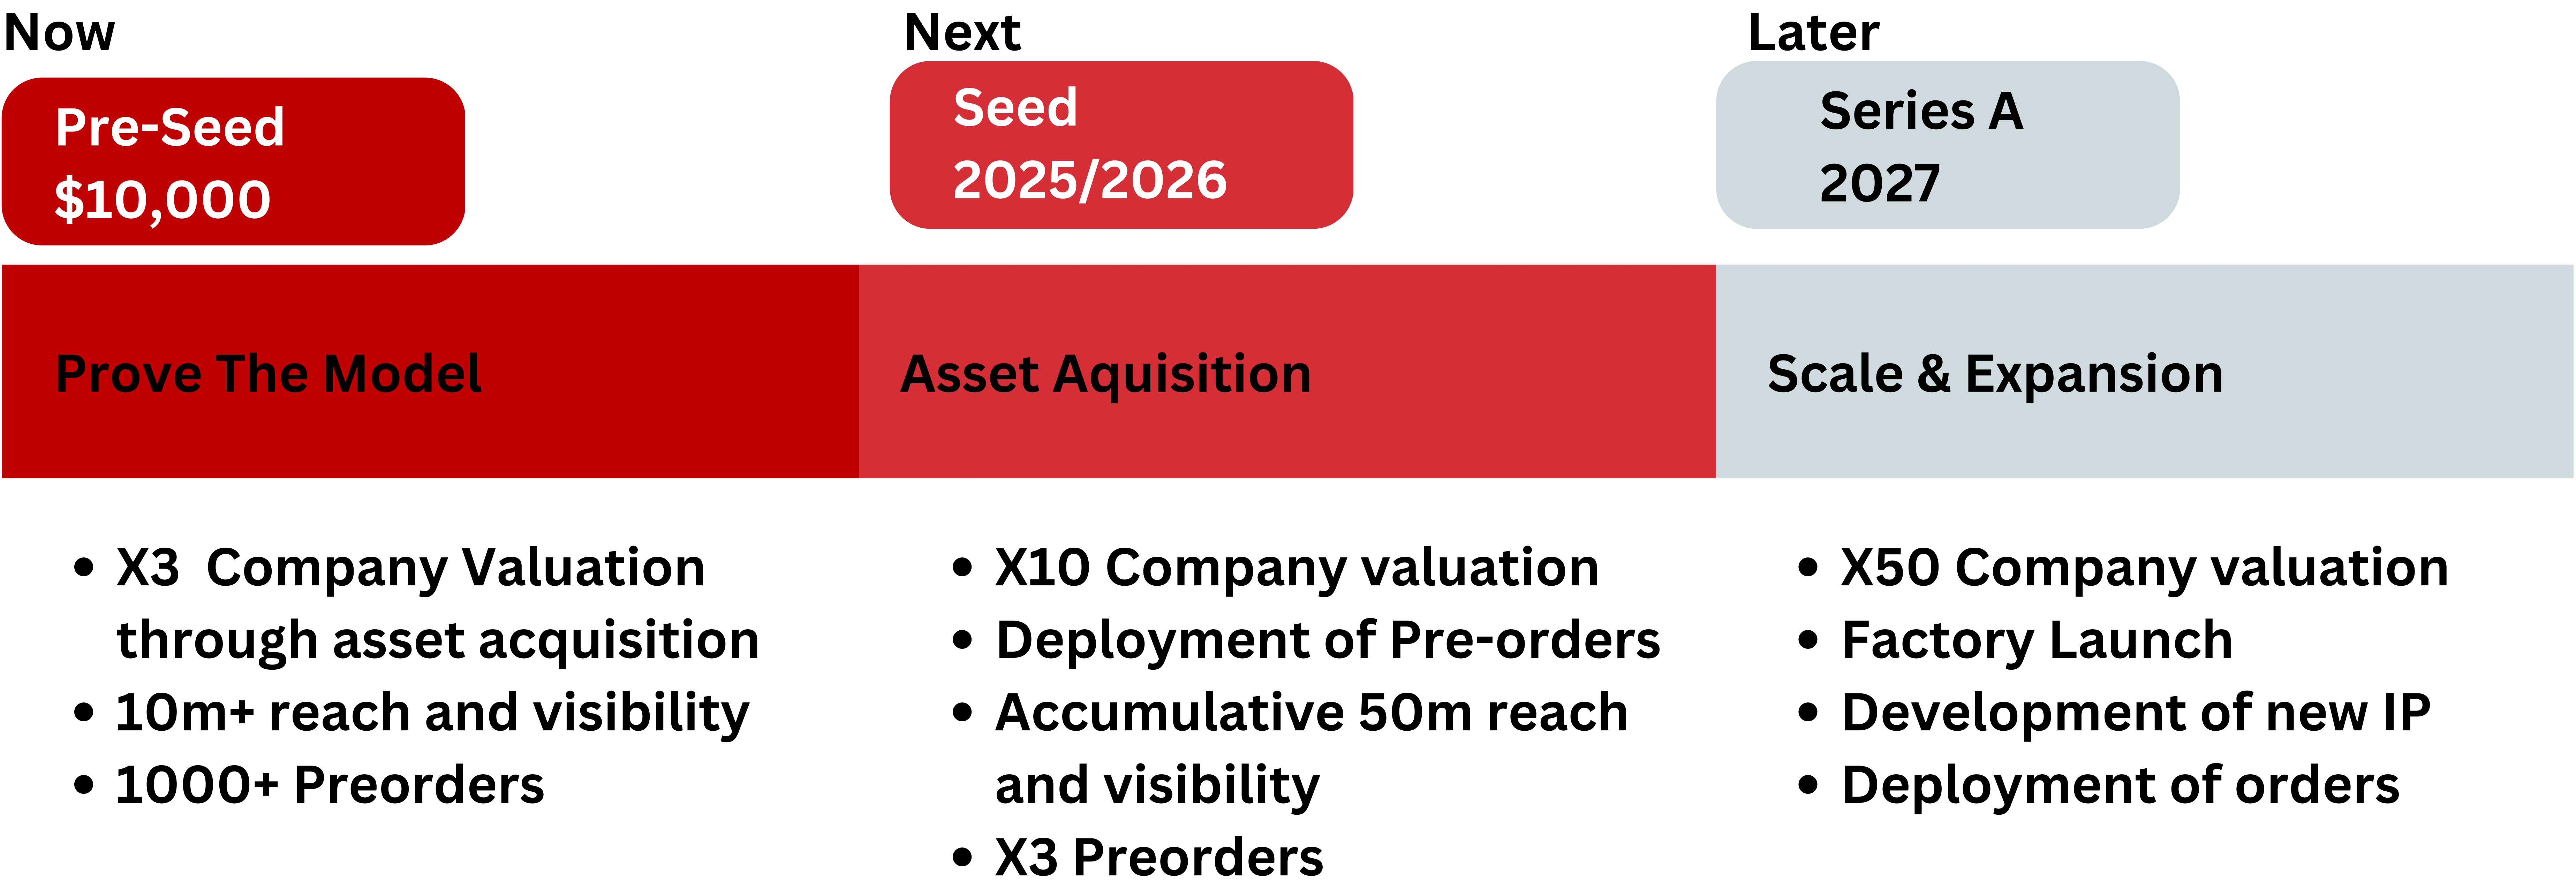 Now
Pre-Seed
$10,000
Prove The Model
• X3 Company Valuation
through asset acquisition
• 10m+ reach and visibility
• 1000+ Preorders
Next
Seed
2025/2026
Asset Aquisition
• X10 Company valuation
• Deployment of Pre-orders
• Accumulative 50m reach
and visibility
• X3 Preorders
Later
Series A
2027
Scale & Expansion
• X50 Company valuation
• Factory Launch
• Development of new IP
• Deployment of orders